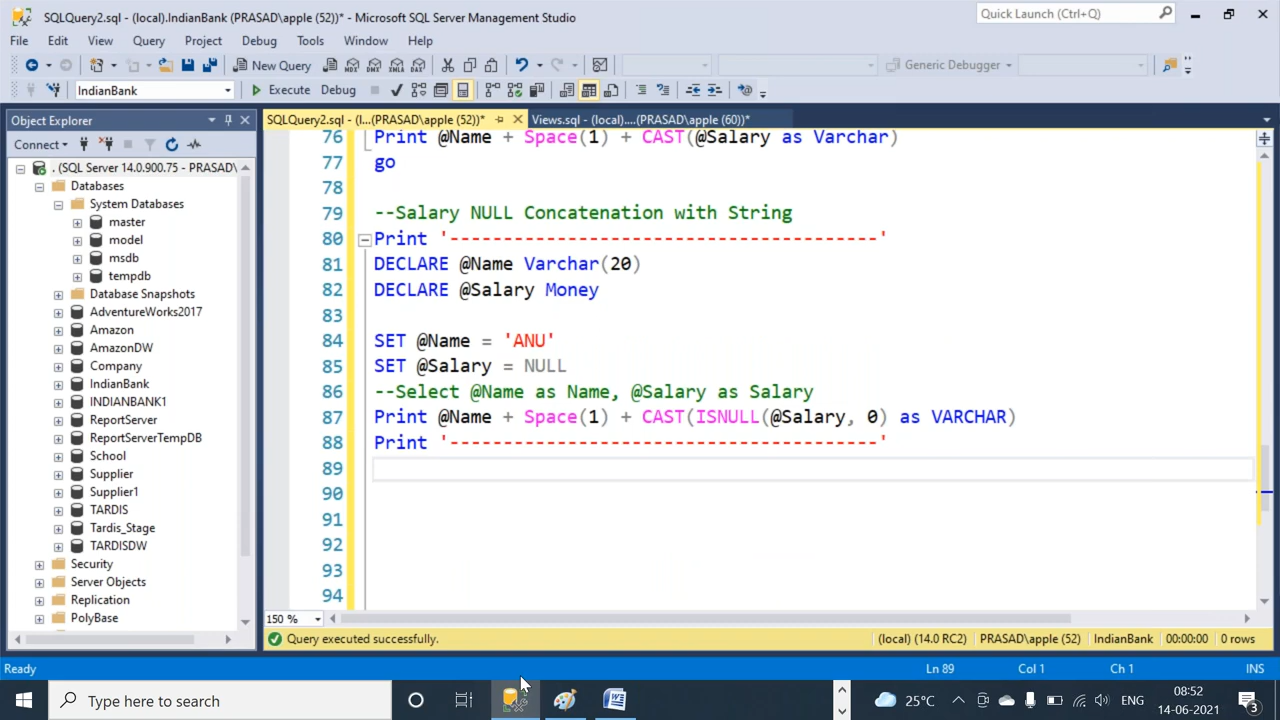 SQLQuery2.sql - (local).IndianBank (PRASAD\apple (52))* - Microsoft SQL Server Management Studio
Quick Launch (Ctrl+Q)
File Edit View Query Project Debug Tools Window Help
New Query MDX DMX XMLA DAX Generic Debugger
IndianBank Execute Debug
Object Explorer
SQLQuery2.sql - (l...(PRASAD\apple (52))* Views.sql - (local)....(PRASAD\apple (60))*
Connect
. (SQL Server 14.0.900.75 - PRASAD\
Databases
System Databases
master
model
msdb
tempdb
Database Snapshots
AdventureWorks2017
Amazon
AmazonDW
Company
IndianBank
INDIANBANK1
ReportServer
ReportServerTempDB
School
Supplier
Supplier1
TARDIS
Tardis_Stage
TARDISDW
Security
Server Objects
Replication
PolyBase
76 Print @Name + Space(1) + CAST(@Salary as Varchar)
77 go
78
79 --Salary NULL Concatenation with String
80 Print '----------------------------------------'
81 DECLARE @Name Varchar(20)
82 DECLARE @Salary Money
83
84 SET @Name = 'ANU'
85 SET @Salary = NULL
86 --Select @Name as Name, @Salary as Salary
87 Print @Name + Space(1) + CAST(ISNULL(@Salary, 0) as VARCHAR)
88 Print '----------------------------------------'
89
90
91
92
93
94
150 %
Query executed successfully. (local) (14.0 RC2) PRASAD\apple (52) IndianBank 00:00:00 0 rows
Ready Ln 89 Col 1 Ch 1 INS
Type here to search 25°C ENG 08:52
14-06-2021 3